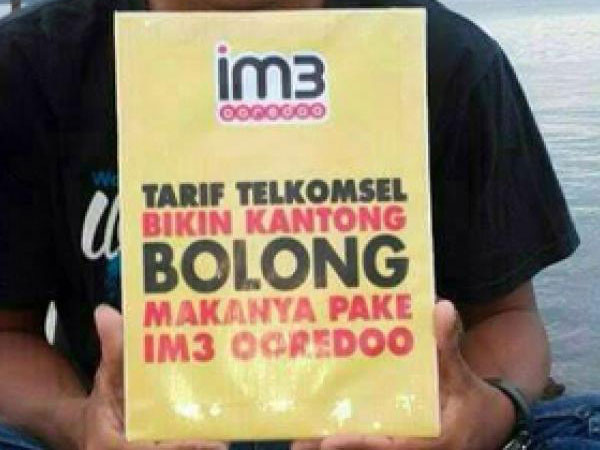 im3
ooredoo
TARIF TELKOMSEL
BIKIN KANTONG
BOLONG
MAKANYA PAKE
IM3 OOREDOO